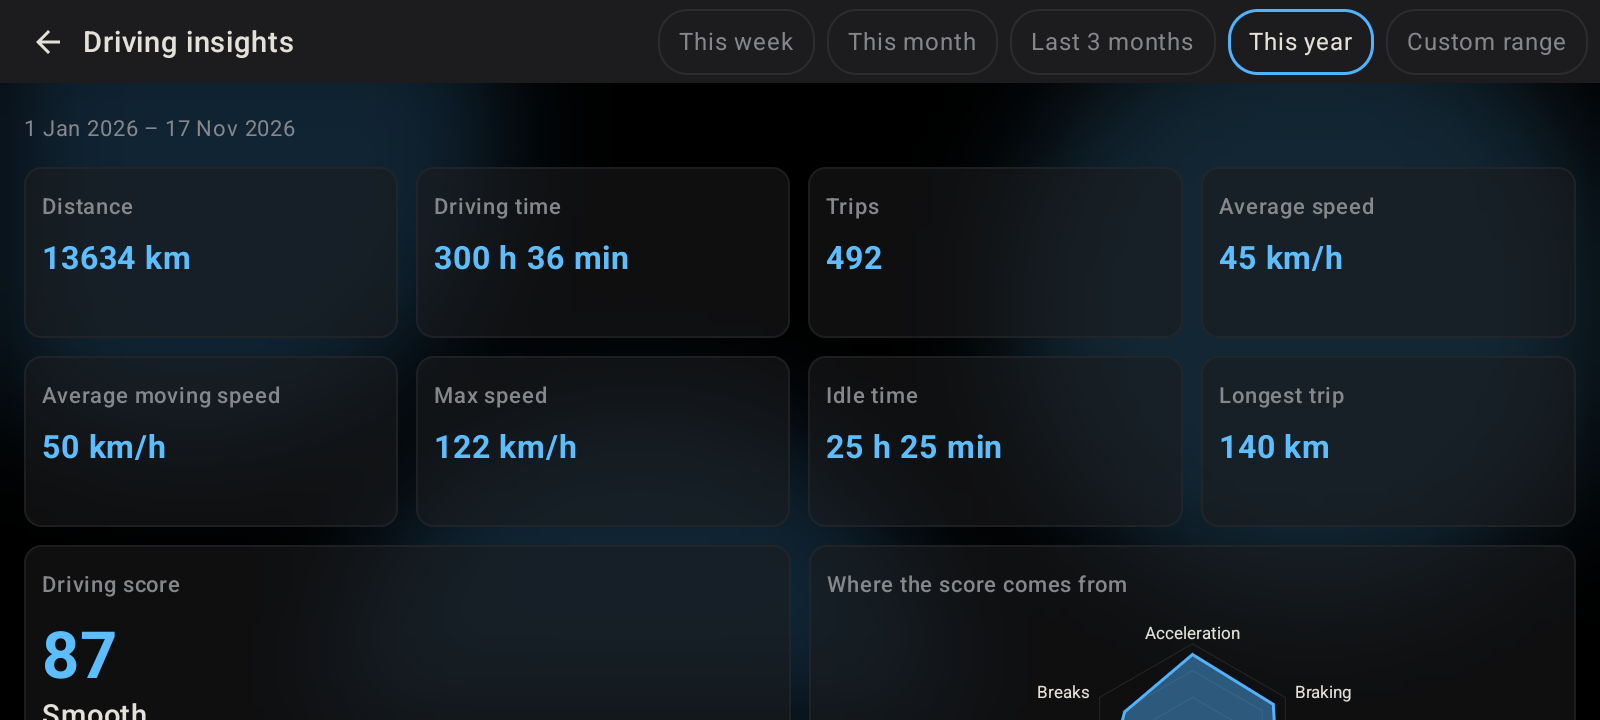 Driving insights
This week
This month
Last 3 months
This year
Custom range
1 Jan 2026 – 17 Nov 2026
Distance
13634 km
Driving time
300 h 36 min
Trips
492
Average speed
45 km/h
Average moving speed
50 km/h
Max speed
122 km/h
Idle time
25 h 25 min
Longest trip
140 km
Driving score
87
Smooth
Where the score comes from
Acceleration
Breaks
Braking